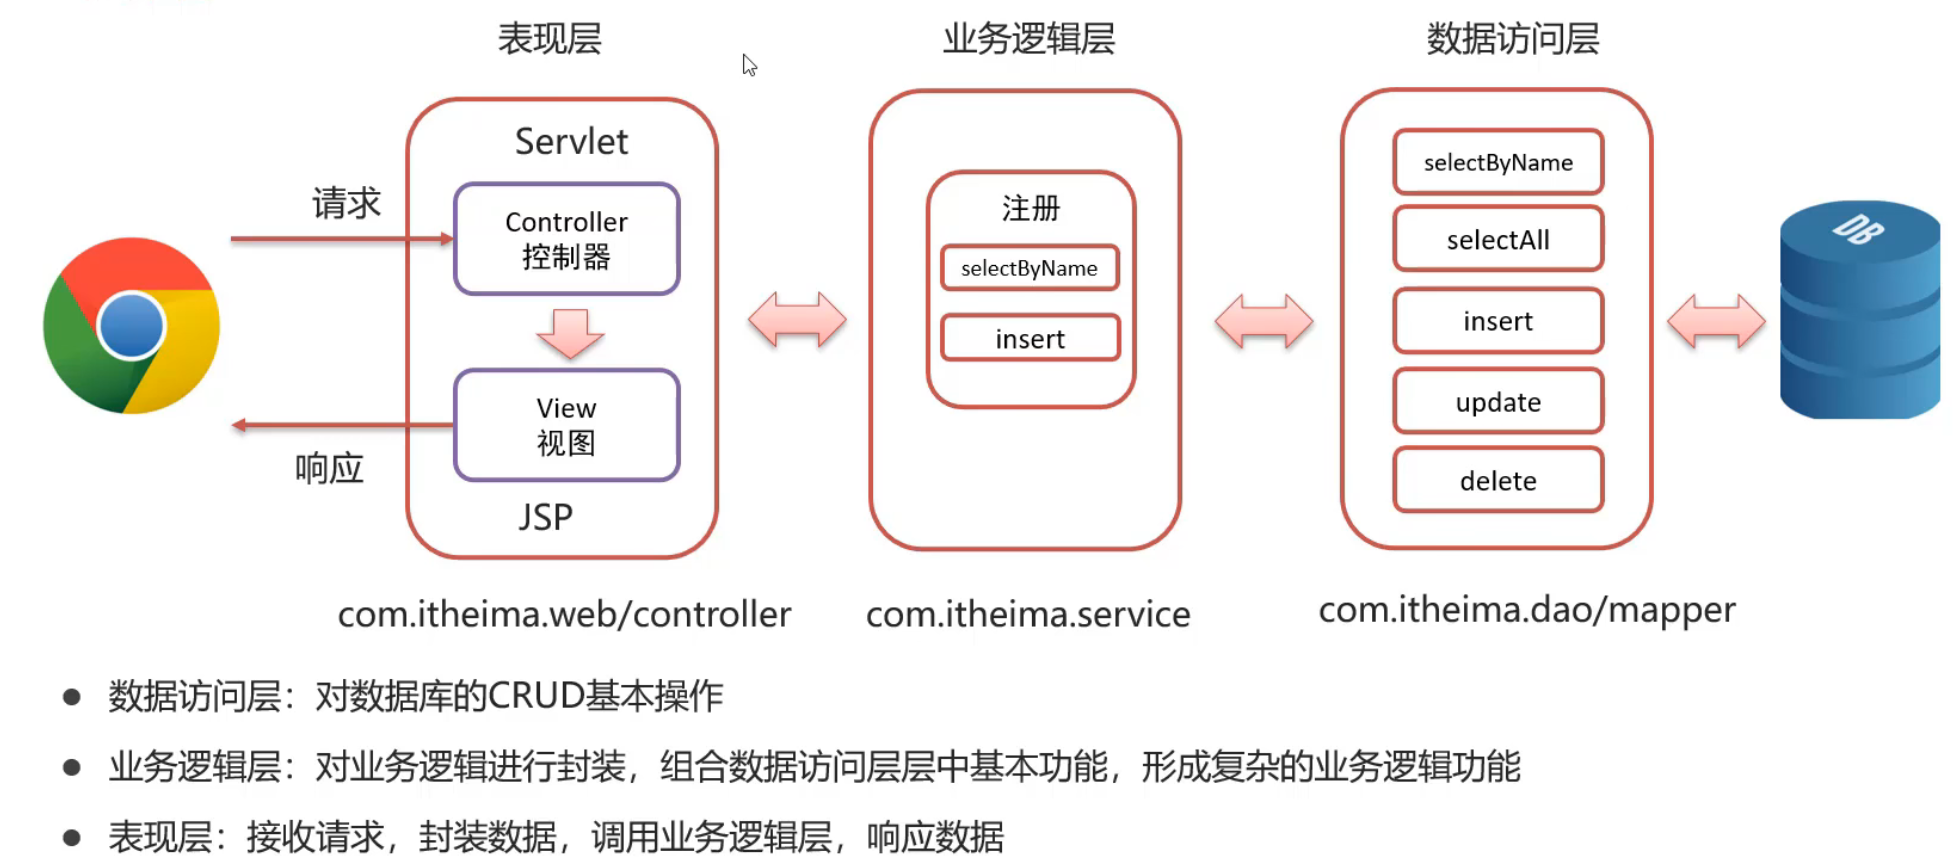 表现层
业务逻辑层
数据访问层
Servlet
请求
Controller
控制器
View
视图
响应
JSP
注册
selectByName
insert
selectByName
selectAll
insert
update
delete
DB
com.itheima.web/controller
com.itheima.service
com.itheima.dao/mapper
● 数据访问层：对数据库的CRUD基本操作
● 业务逻辑层：对业务逻辑进行封装，组合数据访问层层中基本功能，形成复杂的业务逻辑功能
● 表现层：接收请求，封装数据，调用业务逻辑层，响应数据